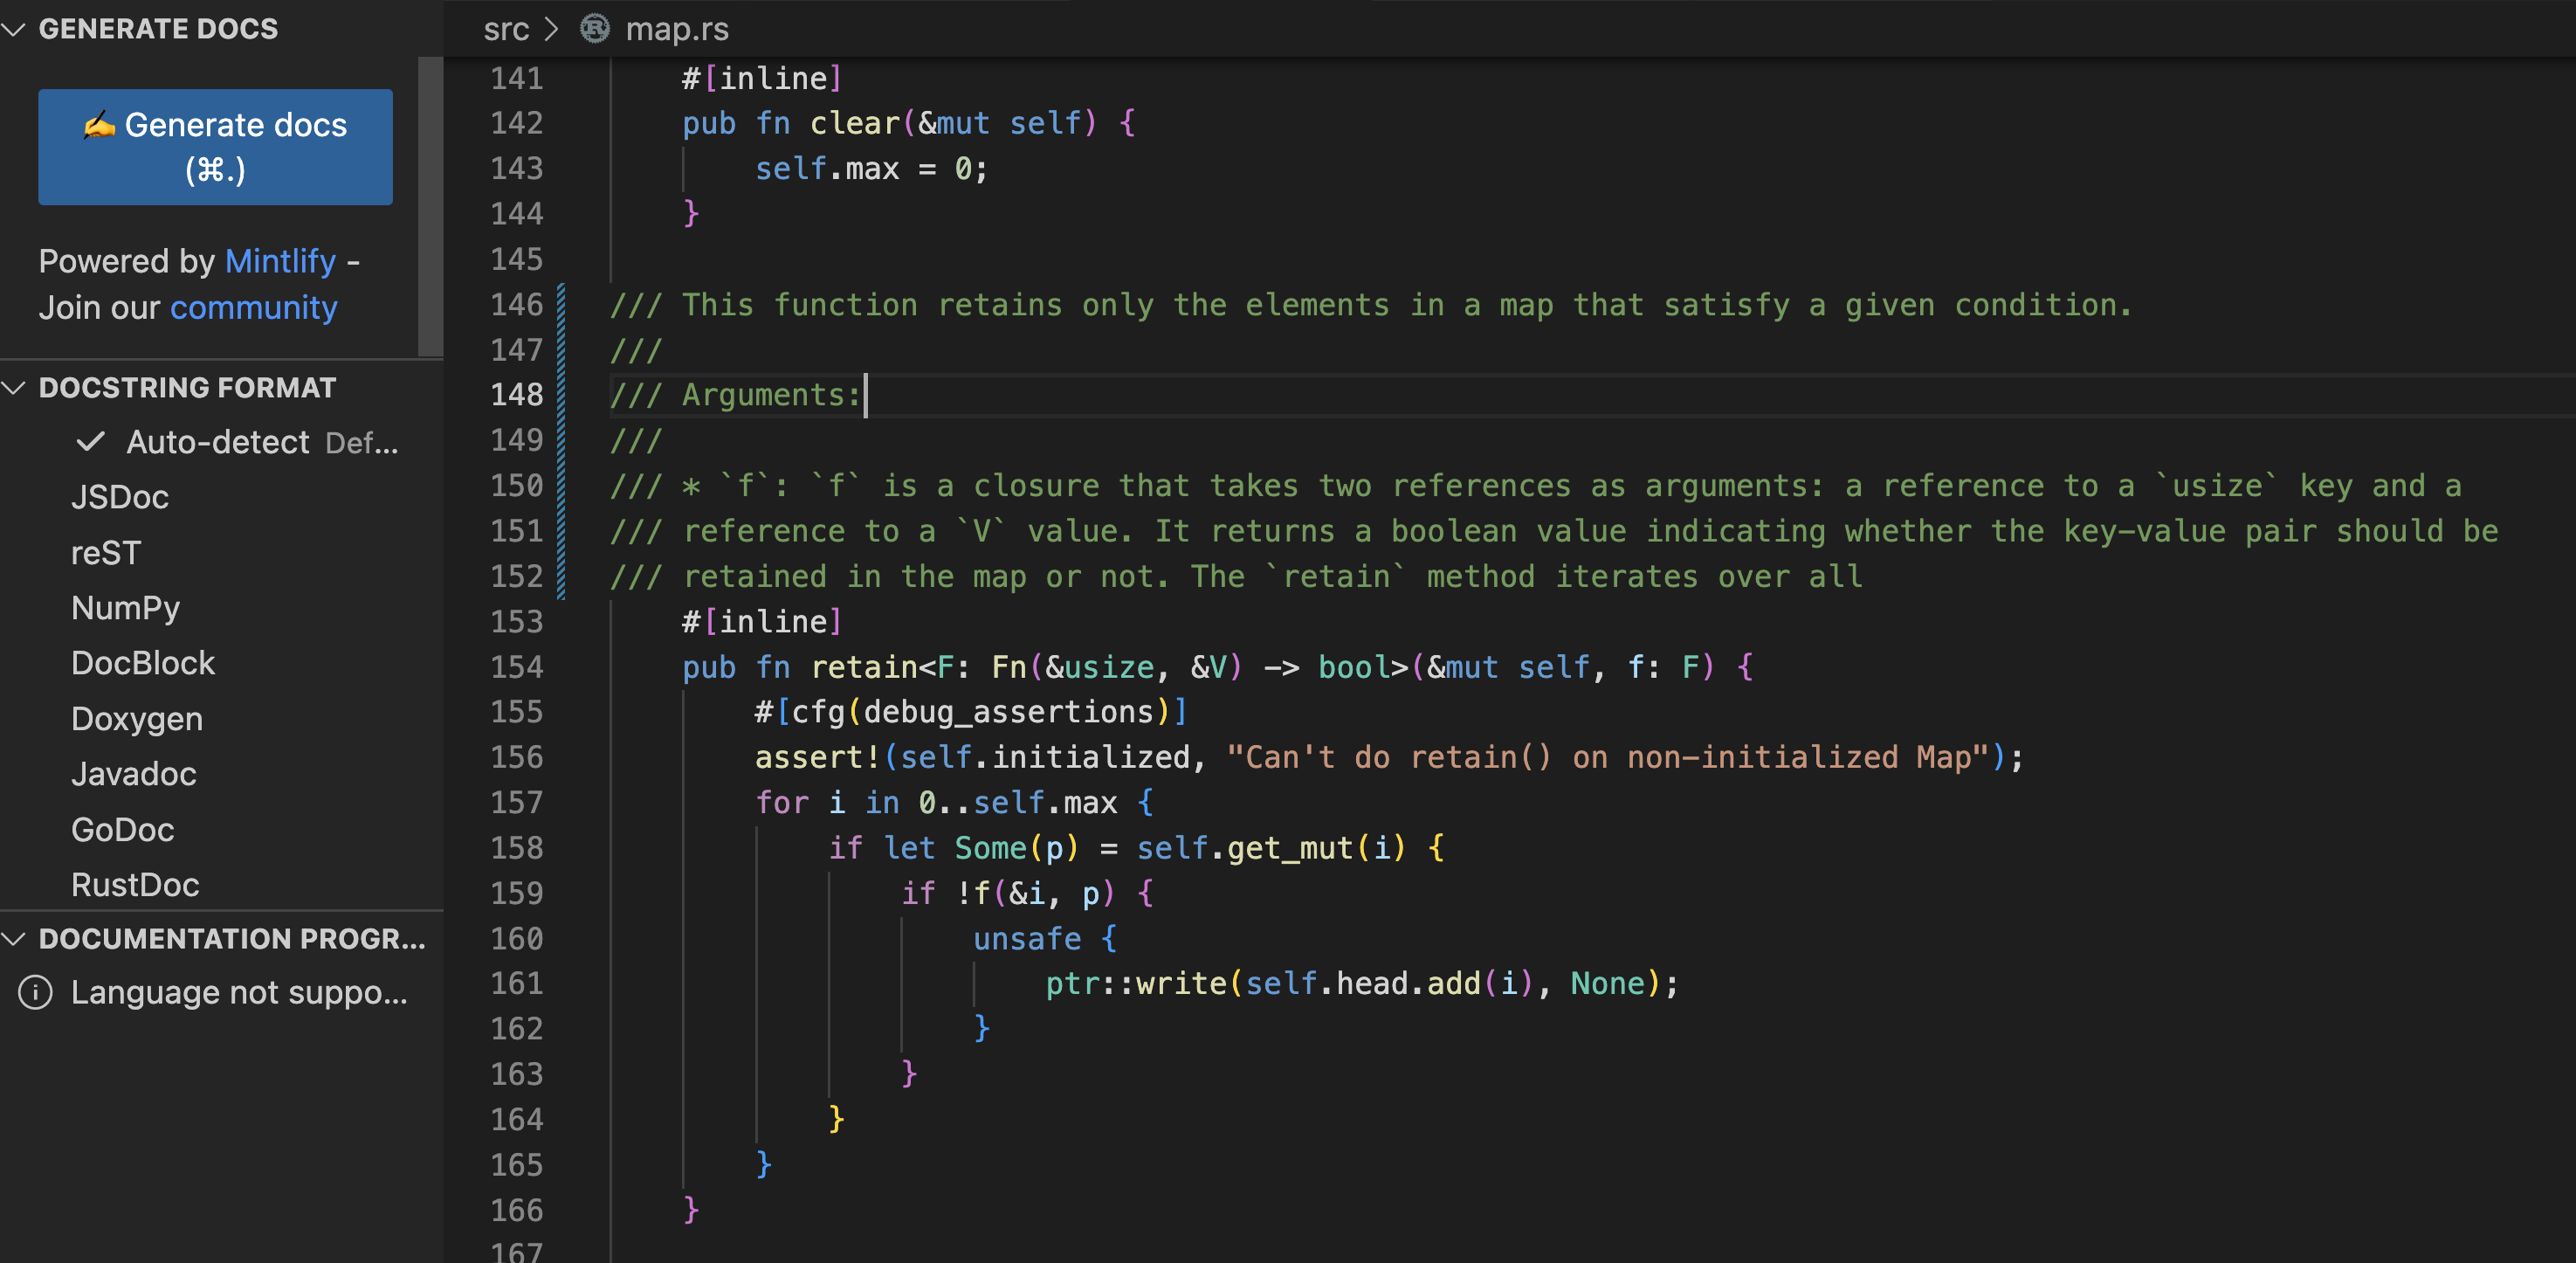 GENERATE DOCS
✍️ Generate docs
(⌘.)
Powered by Mintlify -
Join our community
DOCSTRING FORMAT
✓ Auto-detect Def...
JSDoc
reST
NumPy
DocBlock
Doxygen
Javadoc
GoDoc
RustDoc
DOCUMENTATION PROGR...
Language not suppo...
src > map.rs
141 #[inline]
142 pub fn clear(&mut self) {
143 self.max = 0;
144 }
145
146 /// This function retains only the elements in a map that satisfy a given condition.
147 ///
148 /// Arguments:
149 ///
150 /// * `f`: `f` is a closure that takes two references as arguments: a reference to a `usize` key and a
151 /// reference to a `V` value. It returns a boolean value indicating whether the key-value pair should be
152 /// retained in the map or not. The `retain` method iterates over all
153 #[inline]
154 pub fn retain<F: Fn(&usize, &V) -> bool>(&mut self, f: F) {
155 #[cfg(debug_assertions)]
156 assert!(self.initialized, "Can't do retain() on non-initialized Map");
157 for i in 0..self.max {
158 if let Some(p) = self.get_mut(i) {
159 if !f(&i, p) {
160 unsafe {
161 ptr::write(self.head.add(i), None);
162 }
163 }
164 }
165 }
166 }
167